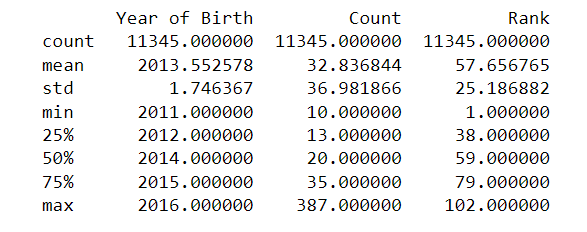 Year of Birth Count Rank
count 11345.000000 11345.000000 11345.000000
mean 2013.552578 32.836844 57.656765
std 1.746367 36.981866 25.186882
min 2011.000000 10.000000 1.000000
25% 2012.000000 13.000000 38.000000
50% 2014.000000 20.000000 59.000000
75% 2015.000000 35.000000 79.000000
max 2016.000000 387.000000 102.000000